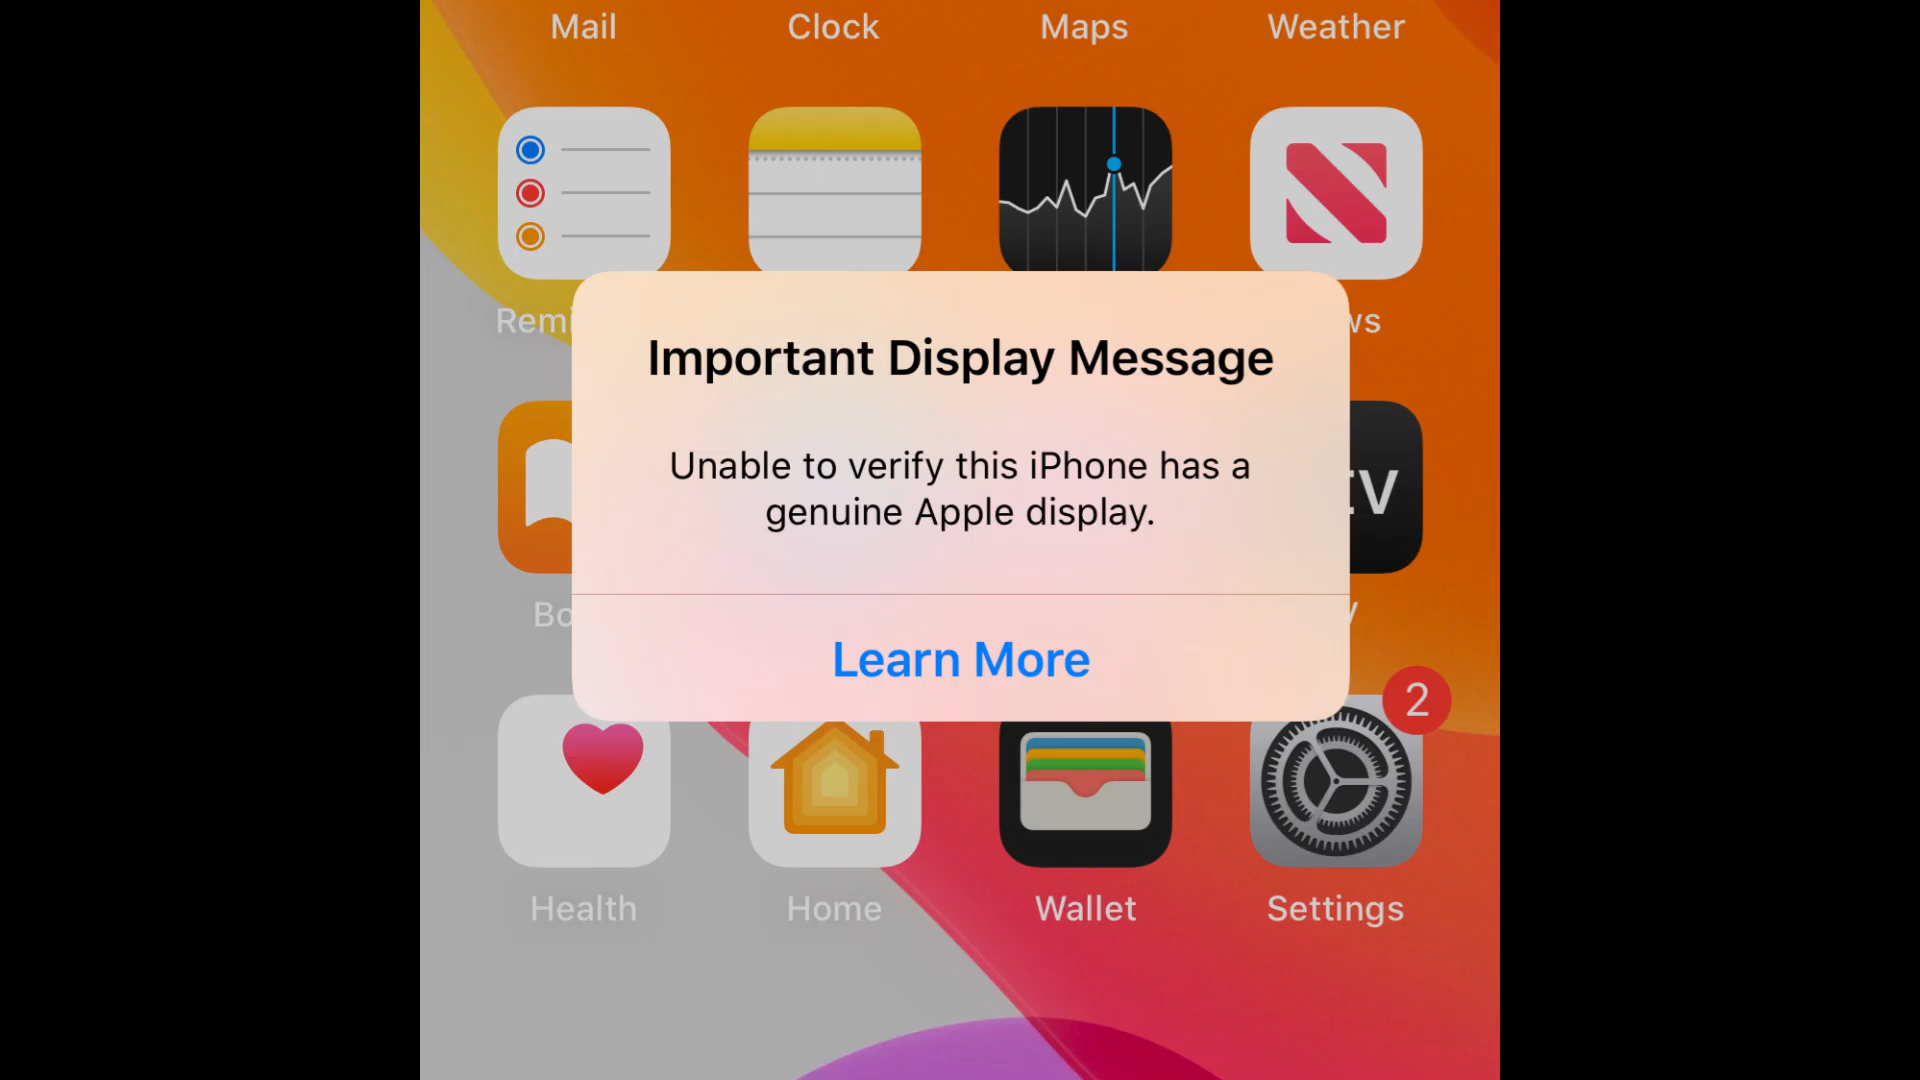 Mail Clock Maps Weather
Important Display Message
Unable to verify this iPhone has a
genuine Apple display.
Learn More
2
Health Home Wallet Settings